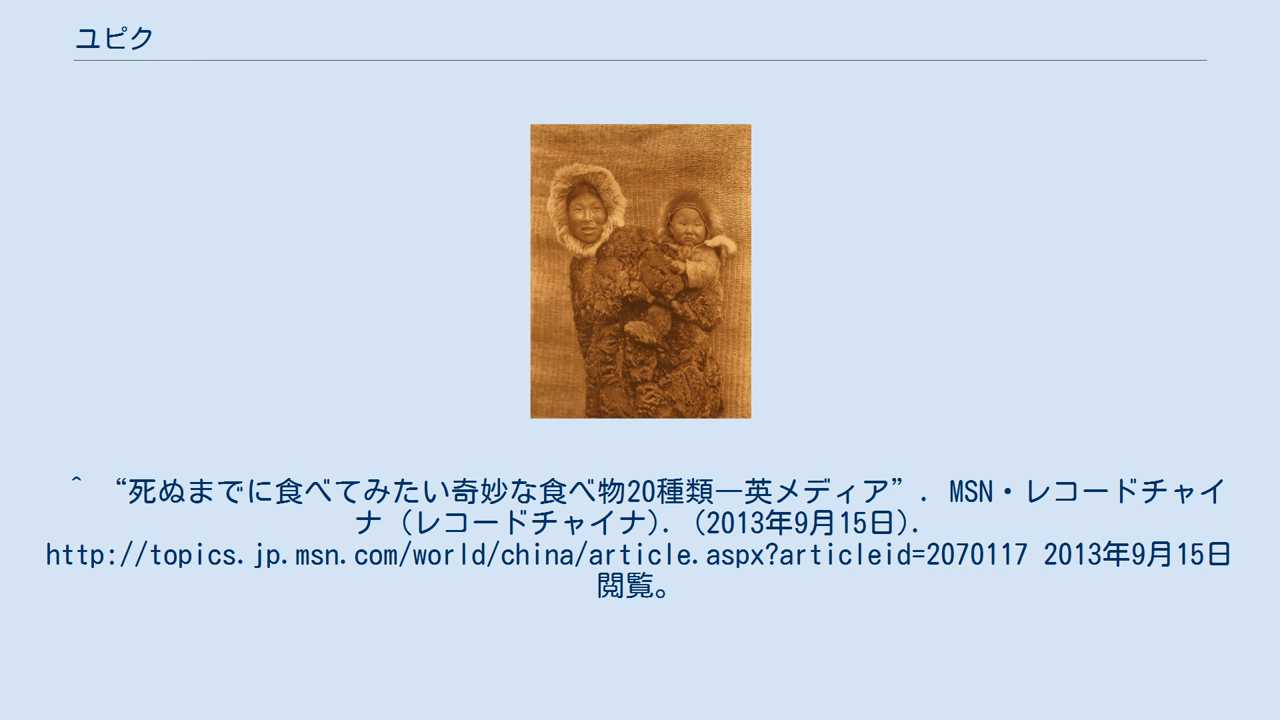 ユピク
^ “死ぬまでに食べてみたい奇妙な食べ物20種類―英メディア”. MSN・レコードチャイ
ナ (レコードチャイナ). (2013年9月15日).
http://topics.jp.msn.com/world/china/article.aspx?articleid=2070117 2013年9月15日
閲覧。